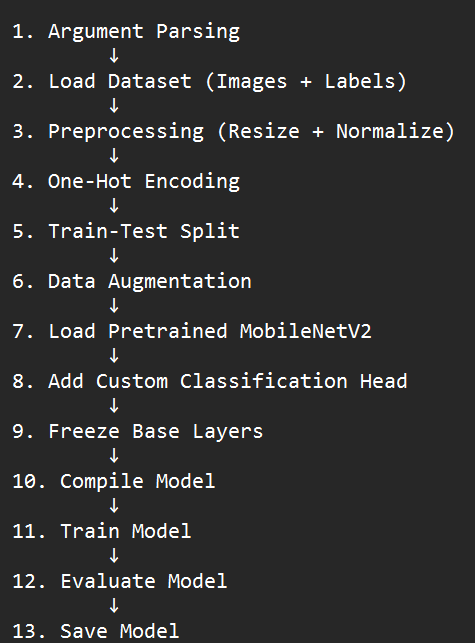 1. Argument Parsing
↓
2. Load Dataset (Images + Labels)
↓
3. Preprocessing (Resize + Normalize)
↓
4. One-Hot Encoding
↓
5. Train-Test Split
↓
6. Data Augmentation
↓
7. Load Pretrained MobileNetV2
↓
8. Add Custom Classification Head
↓
9. Freeze Base Layers
↓
10. Compile Model
↓
11. Train Model
↓
12. Evaluate Model
↓
13. Save Model